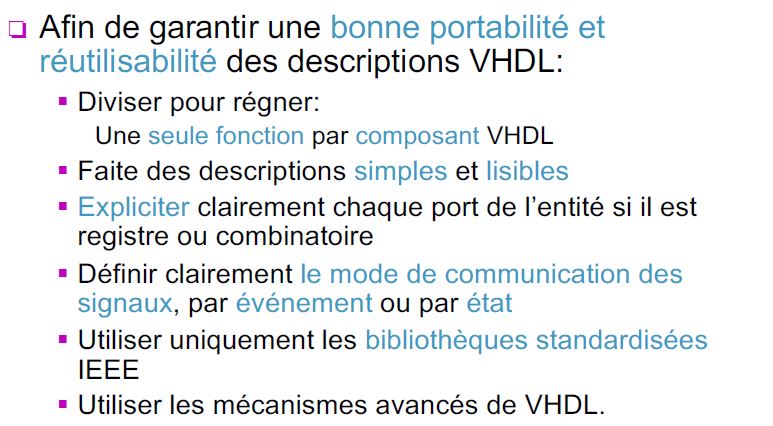 Afin de garantir une bonne portabilité et
réutilisabilité des descriptions VHDL:
Diviser pour régner:
Une seule fonction par composant VHDL
Faite des descriptions simples et lisibles
Expliciter clairement chaque port de l’entité si il est
registre ou combinatoire
Définir clairement le mode de communication des
signaux, par événement ou par état
Utiliser uniquement les bibliothèques standardisées
IEEE
Utiliser les mécanismes avancés de VHDL.